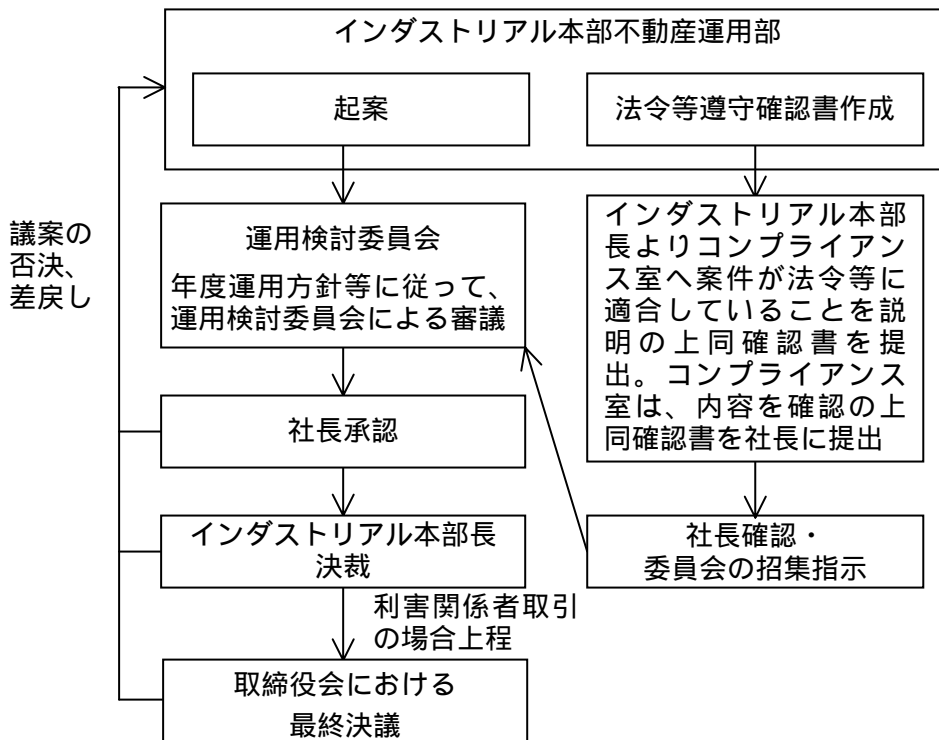 インダストリアル本部不動産運用部
起案
法令等遵守確認書作成
議案の
否決、
差戻し
運用検討委員会
年度運用方針等に従って、
運用検討委員会による審議
インダストリアル本部
長よりコンプライアン
ス室へ案件が法令等に
適合していることを説
明の上同確認書を提
出。コンプライアンス
室は、内容を確認の上
同確認書を社長に提出
社長承認
インダストリアル本部長
決裁
社長確認・
委員会の招集指示
利害関係者取引
の場合上程
取締役会における
最終決議